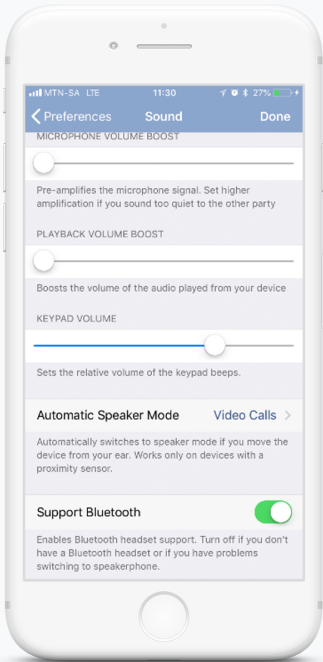 MTN-SA LTE 11:30 27%
Preferences Sound Done
MICROPHONE VOLUME BOOST
Pre-amplifies the microphone signal. Set higher
amplification if you sound too quiet to the other party
PLAYBACK VOLUME BOOST
Boosts the volume of the audio played from your device
KEYPAD VOLUME
Sets the relative volume of the keypad beeps.
Automatic Speaker Mode Video Calls
Automatically switches to speaker mode if you move the
device from your ear. Works only on devices with a
proximity sensor.
Support Bluetooth
Enables Bluetooth headset support. Turn off if you don't
have a Bluetooth headset or if you have problems
switching to speakerphone.